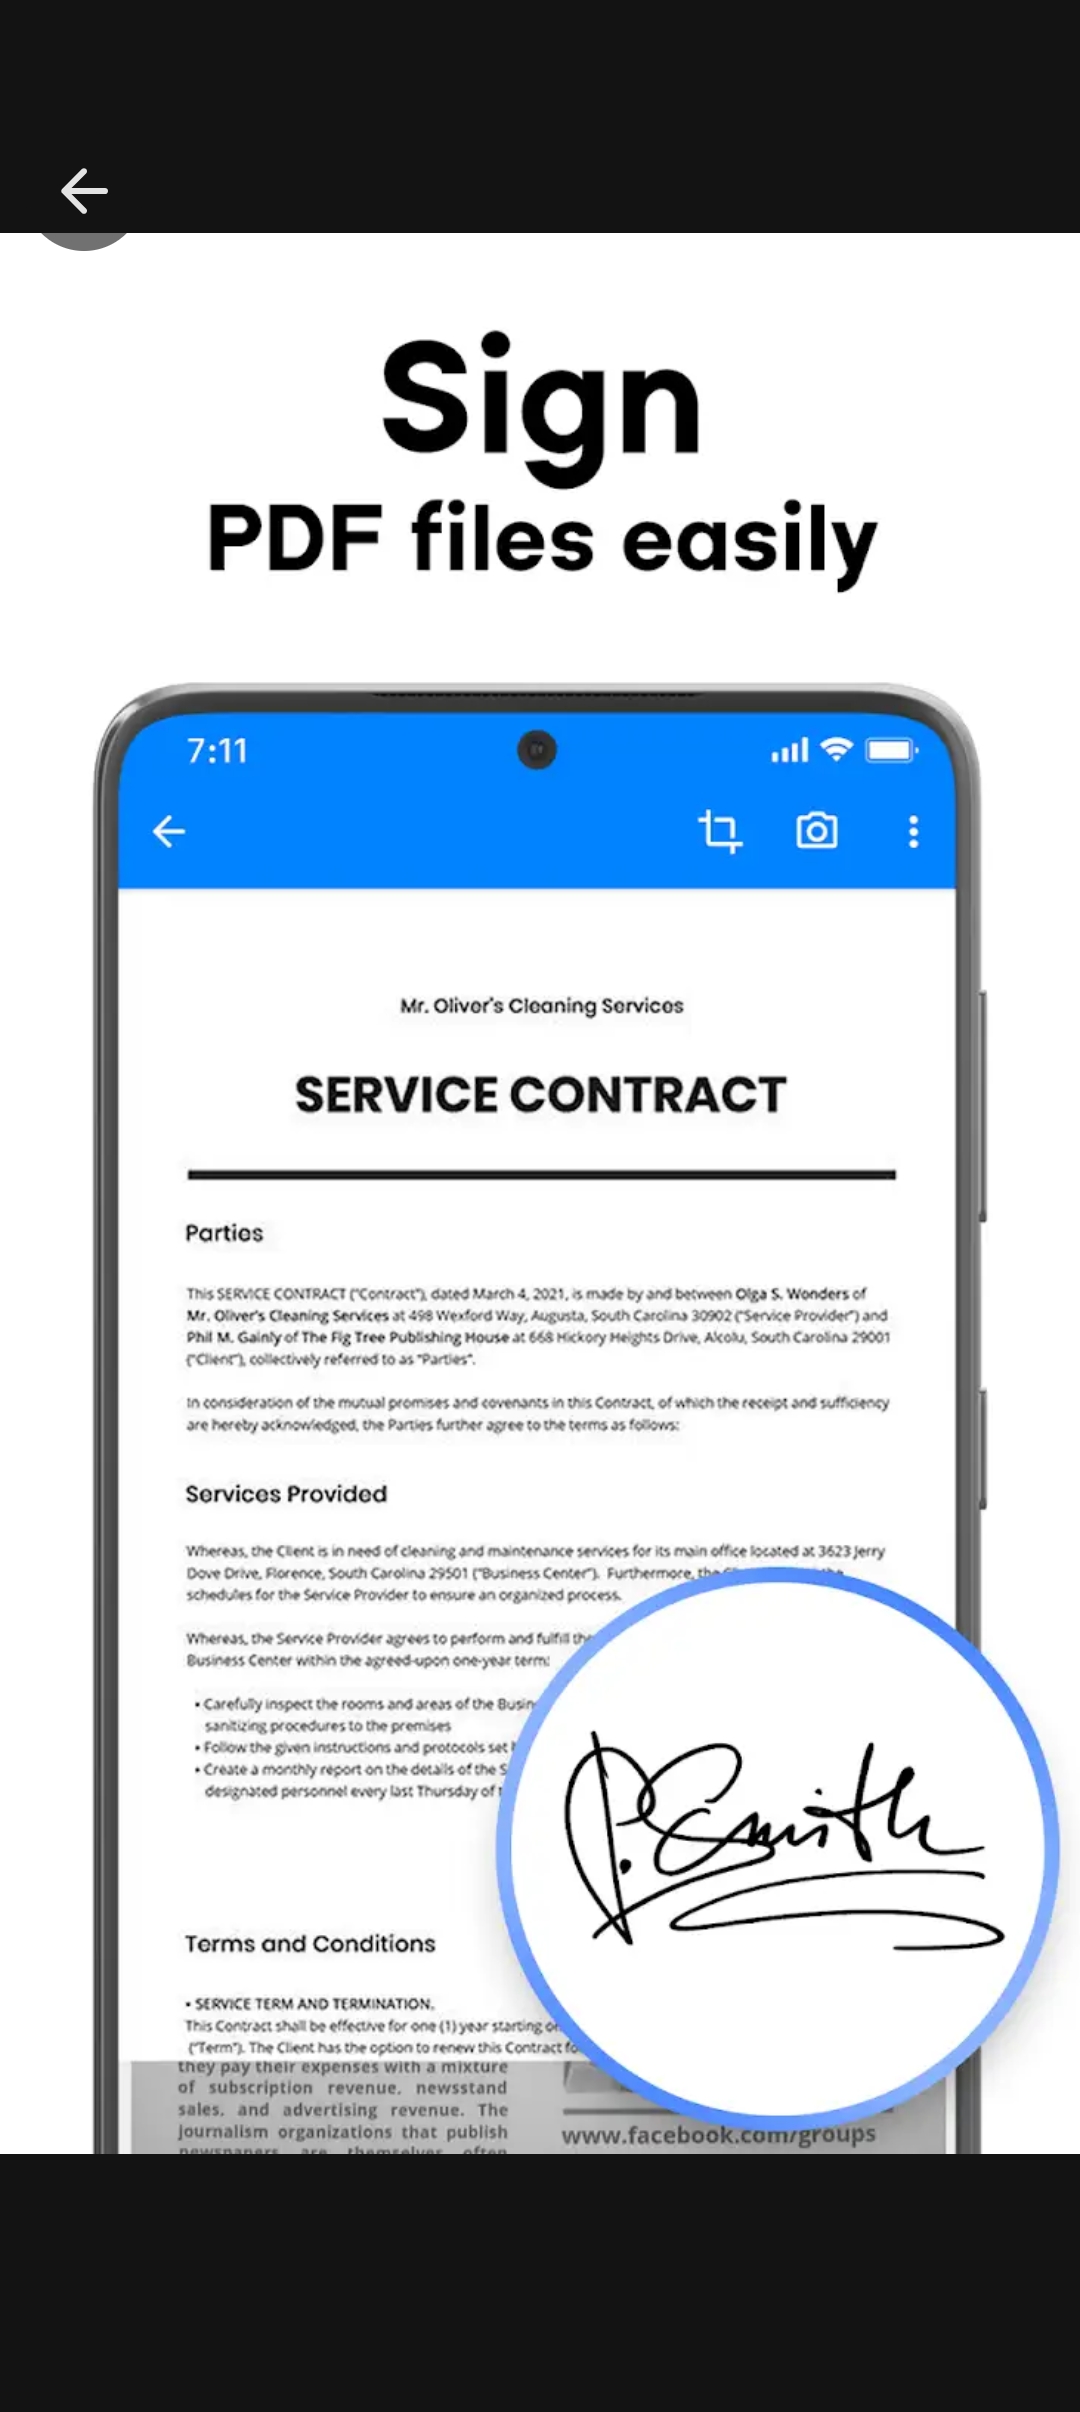 Sign
PDF files easily
7:11
Mr. Oliver's Cleaning Services
SERVICE CONTRACT
Parties
This SERVICE CONTRACT ("Contract"), dated March 4, 2021, is made by and between Olga S. Wonders of
Mr. Oliver's Cleaning Services at 498 Wexford Way, Augusta, South Carolina 30902 ("Service Provider") and
Phil M. Gainly of The Fig Tree Publishing House at 668 Hickory Heights Drive, Alcolu, South Carolina 29001
("Client"), collectively referred to as "Parties".
In consideration of the mutual promises and covenants in this Contract, of which the receipt and sufficiency
are hereby acknowledged, the Parties further agree to the terms as follows:
Services Provided
Whereas, the Client is in need of cleaning and maintenance services for its main office located at 3623 Jerry
Dove Drive, Florence, South Carolina 29501 ("Business Center"). Furthermore, the
schedules for the Service Provider to ensure an organized process.
Whereas, the Service Provider agrees to perform and fulfill
Business Center within the agreed-upon one-year term:
• Carefully inspect the rooms and areas of the
sanitizing procedures to the premises
• Follow the given instructions and protocols set
• Create a monthly report on the details of the
designated personnel every last Thursday of
P. Smith
Terms and Conditions
• SERVICE TERM AND TERMINATION.
This Contract shall be effective for one (1) year starting
("Term"). The Client has the option to renew this Contract
they pay their expenses with a mixture
of subscription revenue, newsstand
sales, and advertising revenue. The
journalism organizations that publish
newspapers are themselves often
www.facebook.com/groups